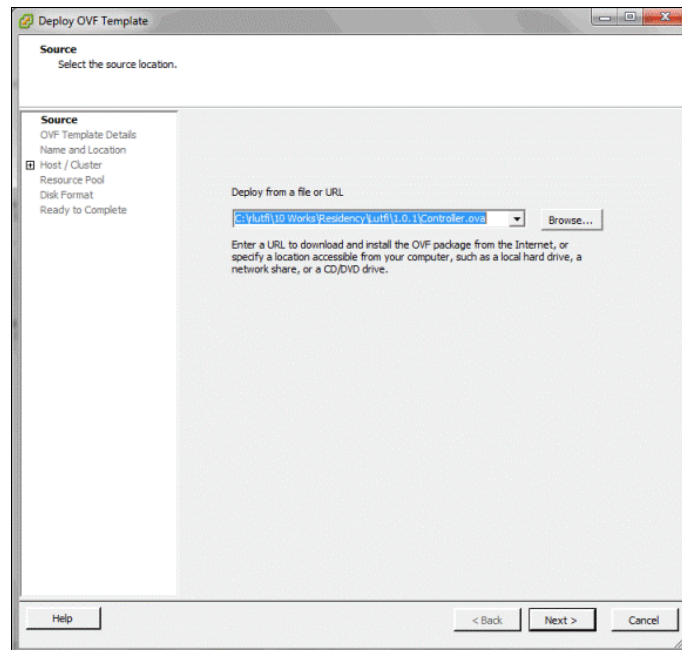 Deploy OVF Template
Source
Select the source location.
Source
OVF Template Details
Name and Location
Host / Cluster
Resource Pool
Disk Format
Ready to Complete
Deploy from a file or URL
C:\rlutfi\10 Works\Residency\Lutfi\1.0.1\Controller.ova
Browse...
Enter a URL to download and install the OVF package from the Internet, or
specify a location accessible from your computer, such as a local hard drive, a
network share, or a CD/DVD drive.
Help
< Back
Next >
Cancel